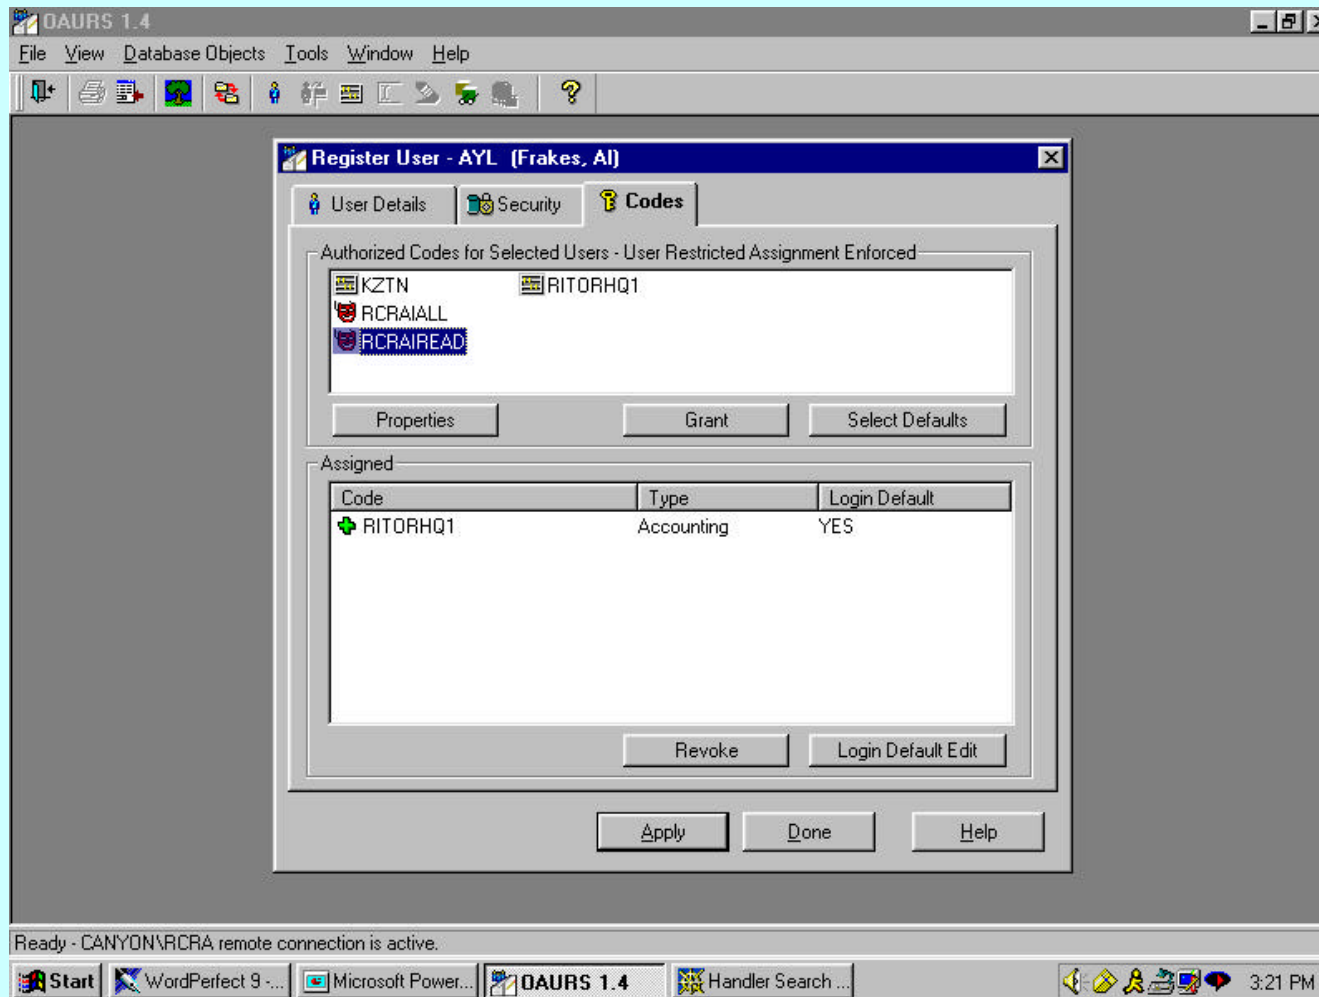 OAURS 1.4
File View Database Objects Tools Window Help
Register User - AYL (Frakes, Al)
User Details Security Codes
Authorized Codes for Selected Users - User Restricted Assignment Enforced
KZTN RITORHQ1
RCRAIALL
RCRAIREAD
Properties Grant Select Defaults
Assigned
Code Type Login Default
RITORHQ1 Accounting YES
Revoke Login Default Edit
Apply Done Help
Ready - CANYON\RCRA remote connection is active.
Start WordPerfect 9 -... Microsoft Power... OAURS 1.4 Handler Search ... 3:21 PM